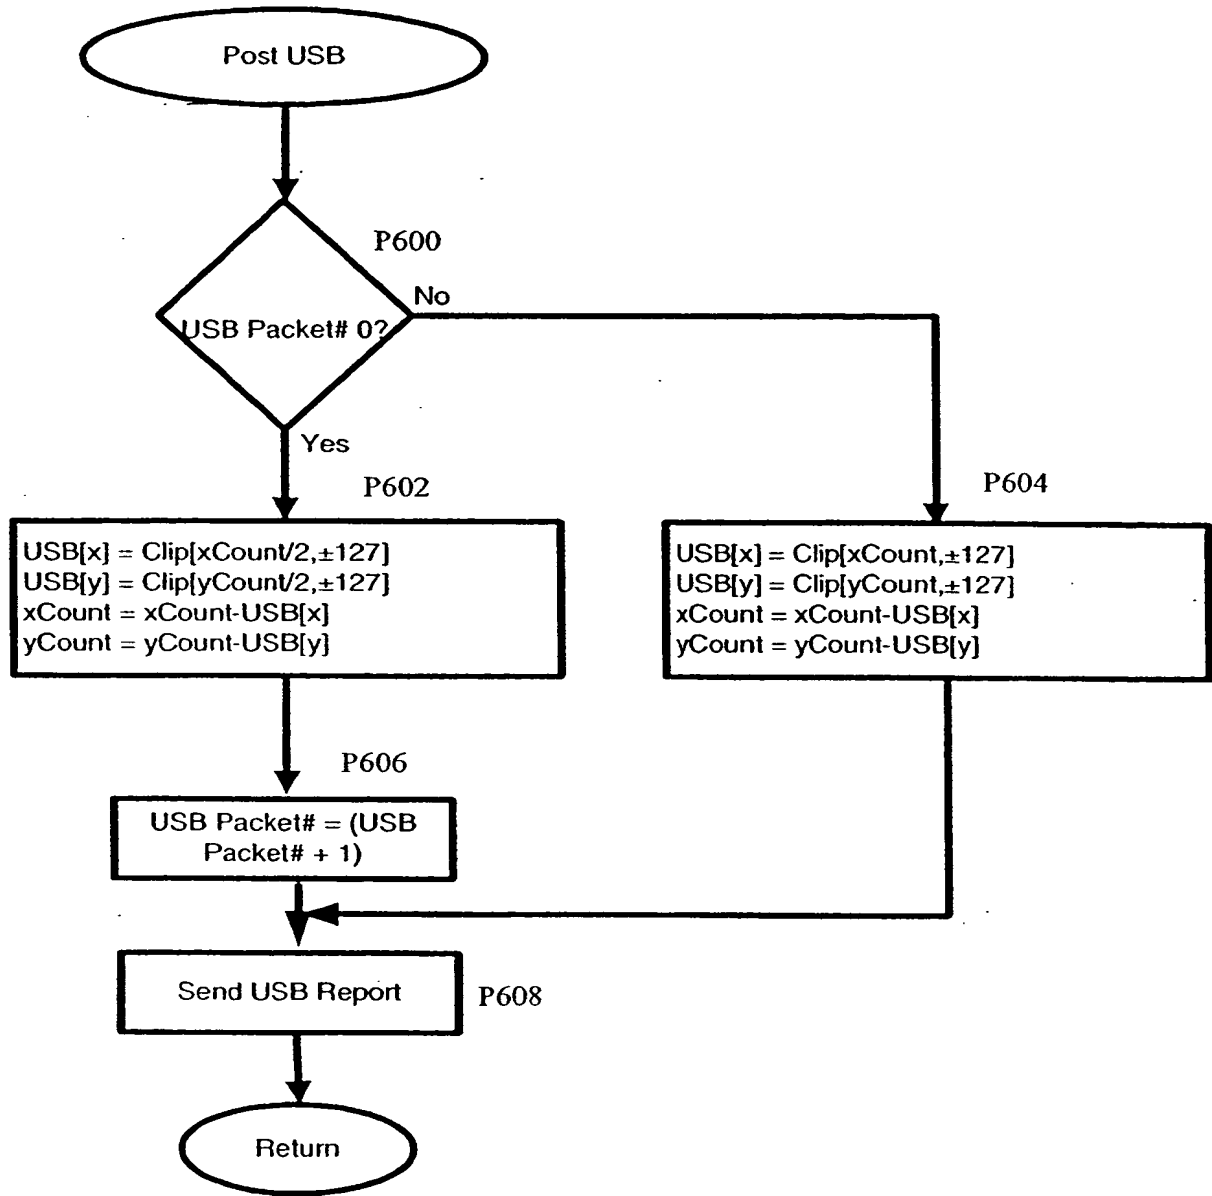 Post USB
P600
No
USB Packet# 0?
Yes
P602
P604
USB[x] = Clip[xCount/2,±127]
USB[y] = Clip[yCount/2,±127]
xCount = xCount-USB[x]
yCount = yCount-USB[y]
USB[x] = Clip[xCount,±127]
USB[y] = Clip[yCount,±127]
xCount = xCount-USB[x]
yCount = yCount-USB[y]
P606
USB Packet# = (USB
Packet# + 1)
Send USB Report
P608
Return